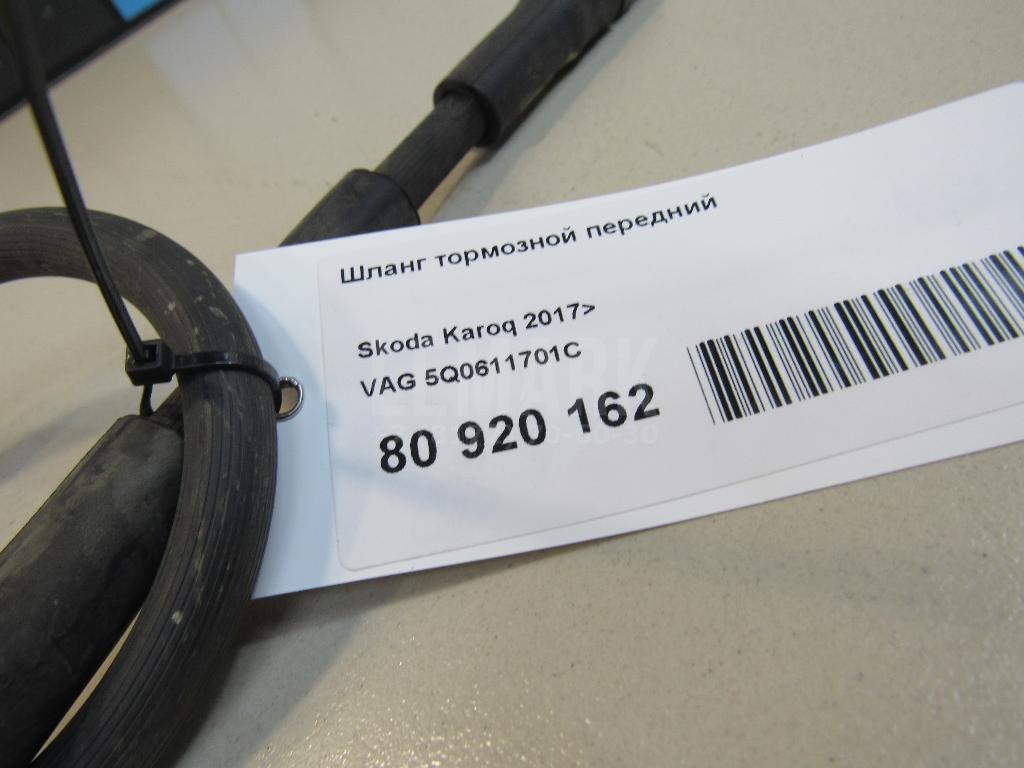 Шланг тормозной передний
Skoda Karoq 2017>
VAG 5Q0611701C
80 920 162